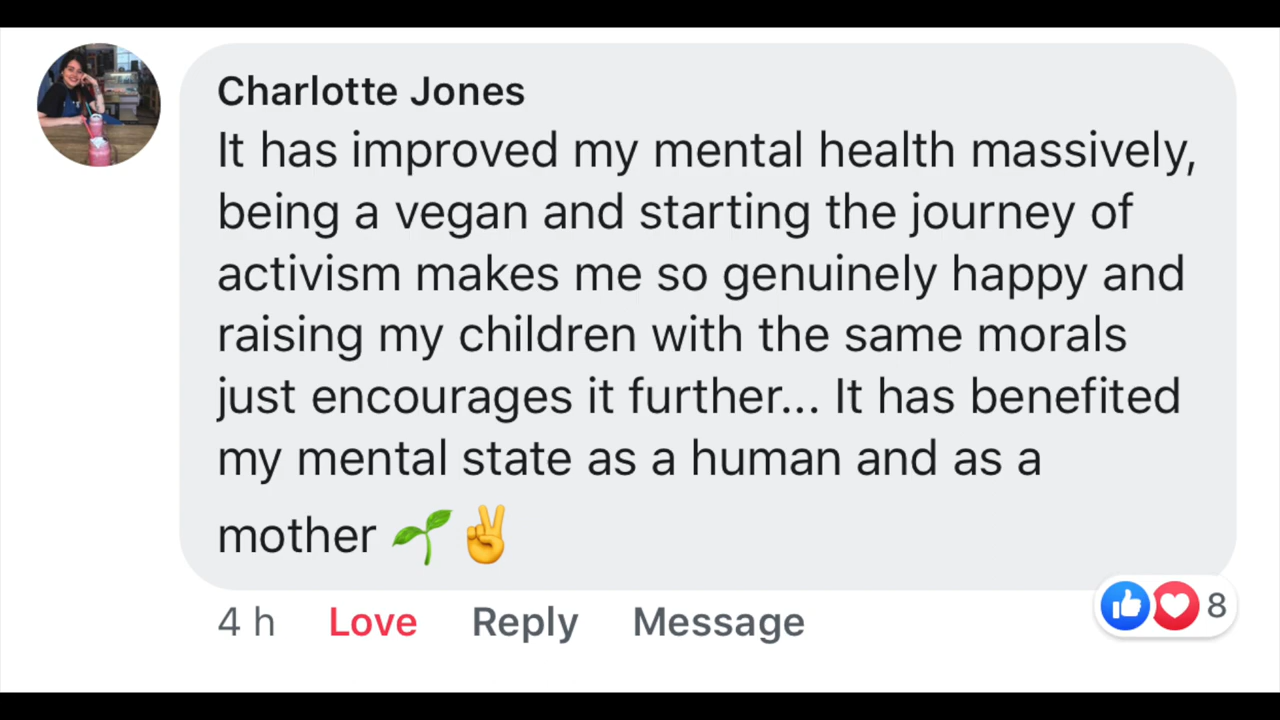 Charlotte Jones
It has improved my mental health massively,
being a vegan and starting the journey of
activism makes me so genuinely happy and
raising my children with the same morals
just encourages it further... It has benefited
my mental state as a human and as a
mother 🌱✌️
4 h Love Reply Message 8